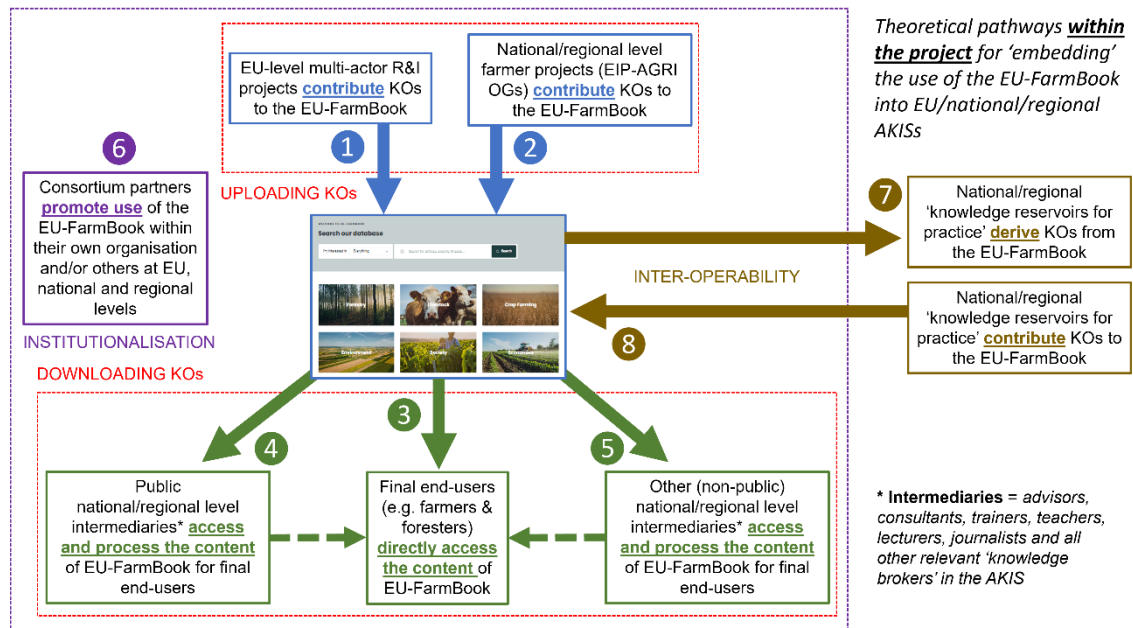 EU-level multi-actor R&I
projects contribute KOs
to the EU-FarmBook
1
National/regional level
farmer projects (EIP-AGRI
OGs) contribute KOs to
the EU-FarmBook
2
UPLOADING KOs
Theoretical pathways within
the project for ‘embedding’
the use of the EU-FarmBook
into EU/national/regional
AKISs
6
Consortium partners
promote use of the
EU-FarmBook within
their own organisation
and/or others at EU,
national and regional
levels
INSTITUTIONALISATION
Search our database
Search
Forestry
Livestock
Crop Farming
Environment
Society
Economics
7
National/regional
‘knowledge reservoirs for
practice’ derive KOs from
the EU-FarmBook
INTER-OPERABILITY
8
National/regional
‘knowledge reservoirs for
practice’ contribute KOs to
the EU-FarmBook
DOWNLOADING KOs
4
3
5
Public
national/regional level
intermediaries* access
and process the content
of EU-FarmBook for final
end-users
Final end-users
(e.g. farmers &
foresters)
directly access
the content of
EU-FarmBook
Other (non-public)
national/regional level
intermediaries* access
and process the content
of EU-FarmBook for final
end-users
* Intermediaries = advisors,
consultants, trainers, teachers,
lecturers, journalists and all
other relevant ‘knowledge
brokers’ in the AKIS